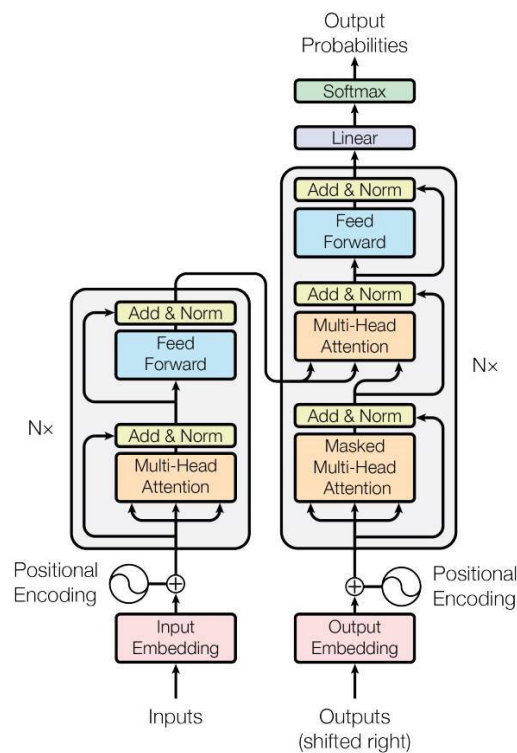 Output
Probabilities
Softmax
Linear
Add & Norm
Feed
Forward
Add & Norm
Multi-Head
Attention
Add & Norm
Masked
Multi-Head
Attention
N×
Positional
Encoding
Output
Embedding
Outputs
(shifted right)
Add & Norm
Feed
Forward
Add & Norm
Multi-Head
Attention
N×
Positional
Encoding
Input
Embedding
Inputs